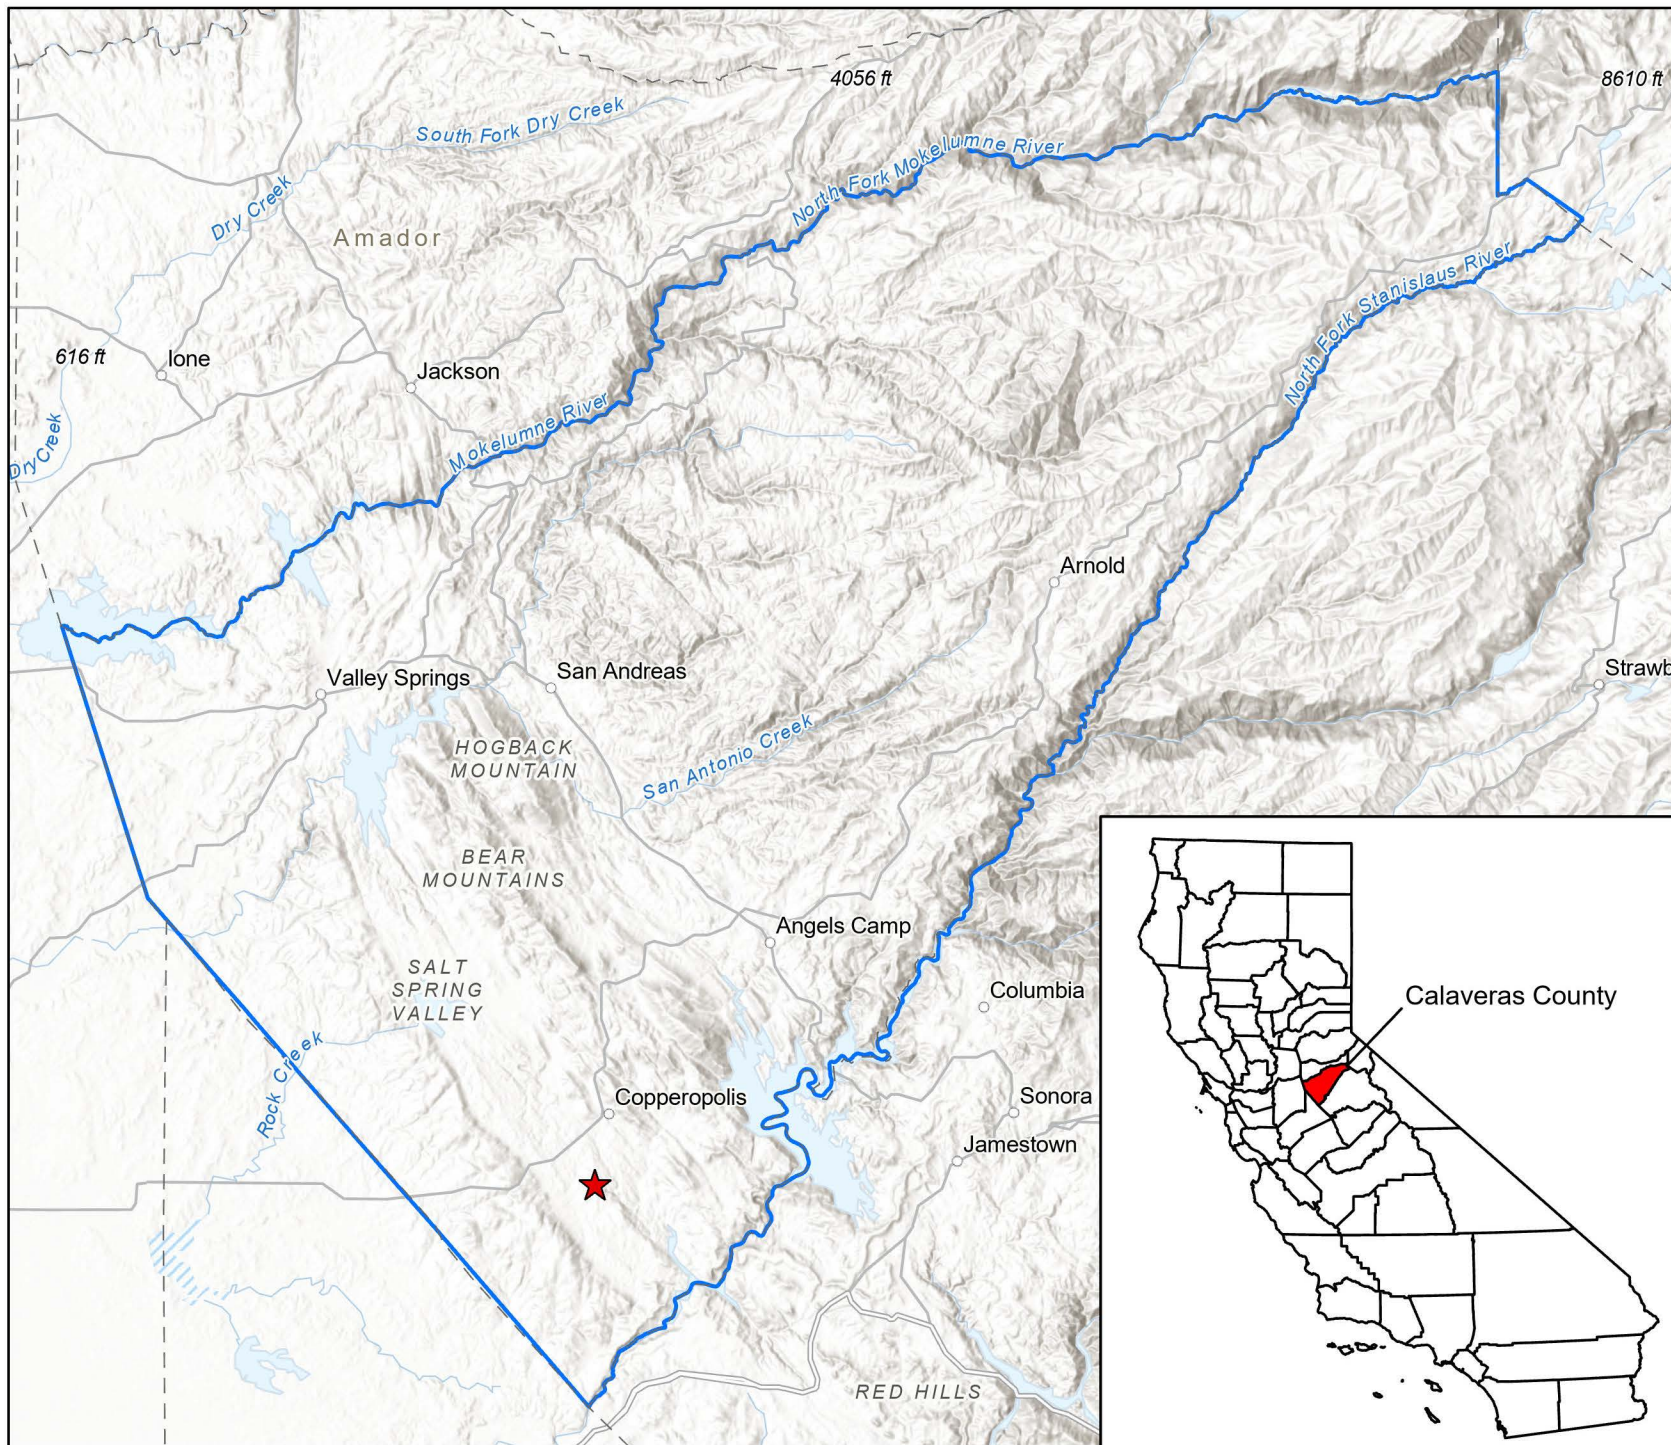 4056 ft
8610 ft
South Fork Dry Creek
North Fork Mokelumne River
Dry Creek
Amador
North Fork Stanislaus River
616 ft
Ione
Jackson
Mokelumne River
Dry Creek
Arnold
Valley Springs
San Andreas
Strawb
HOGBACK
MOUNTAIN
San Antonio Creek
BEAR
MOUNTAINS
Angels Camp
SALT
SPRING
VALLEY
Columbia
Calaveras County
Rock Creek
Copperopolis
Sonora
Jamestown
RED HILLS